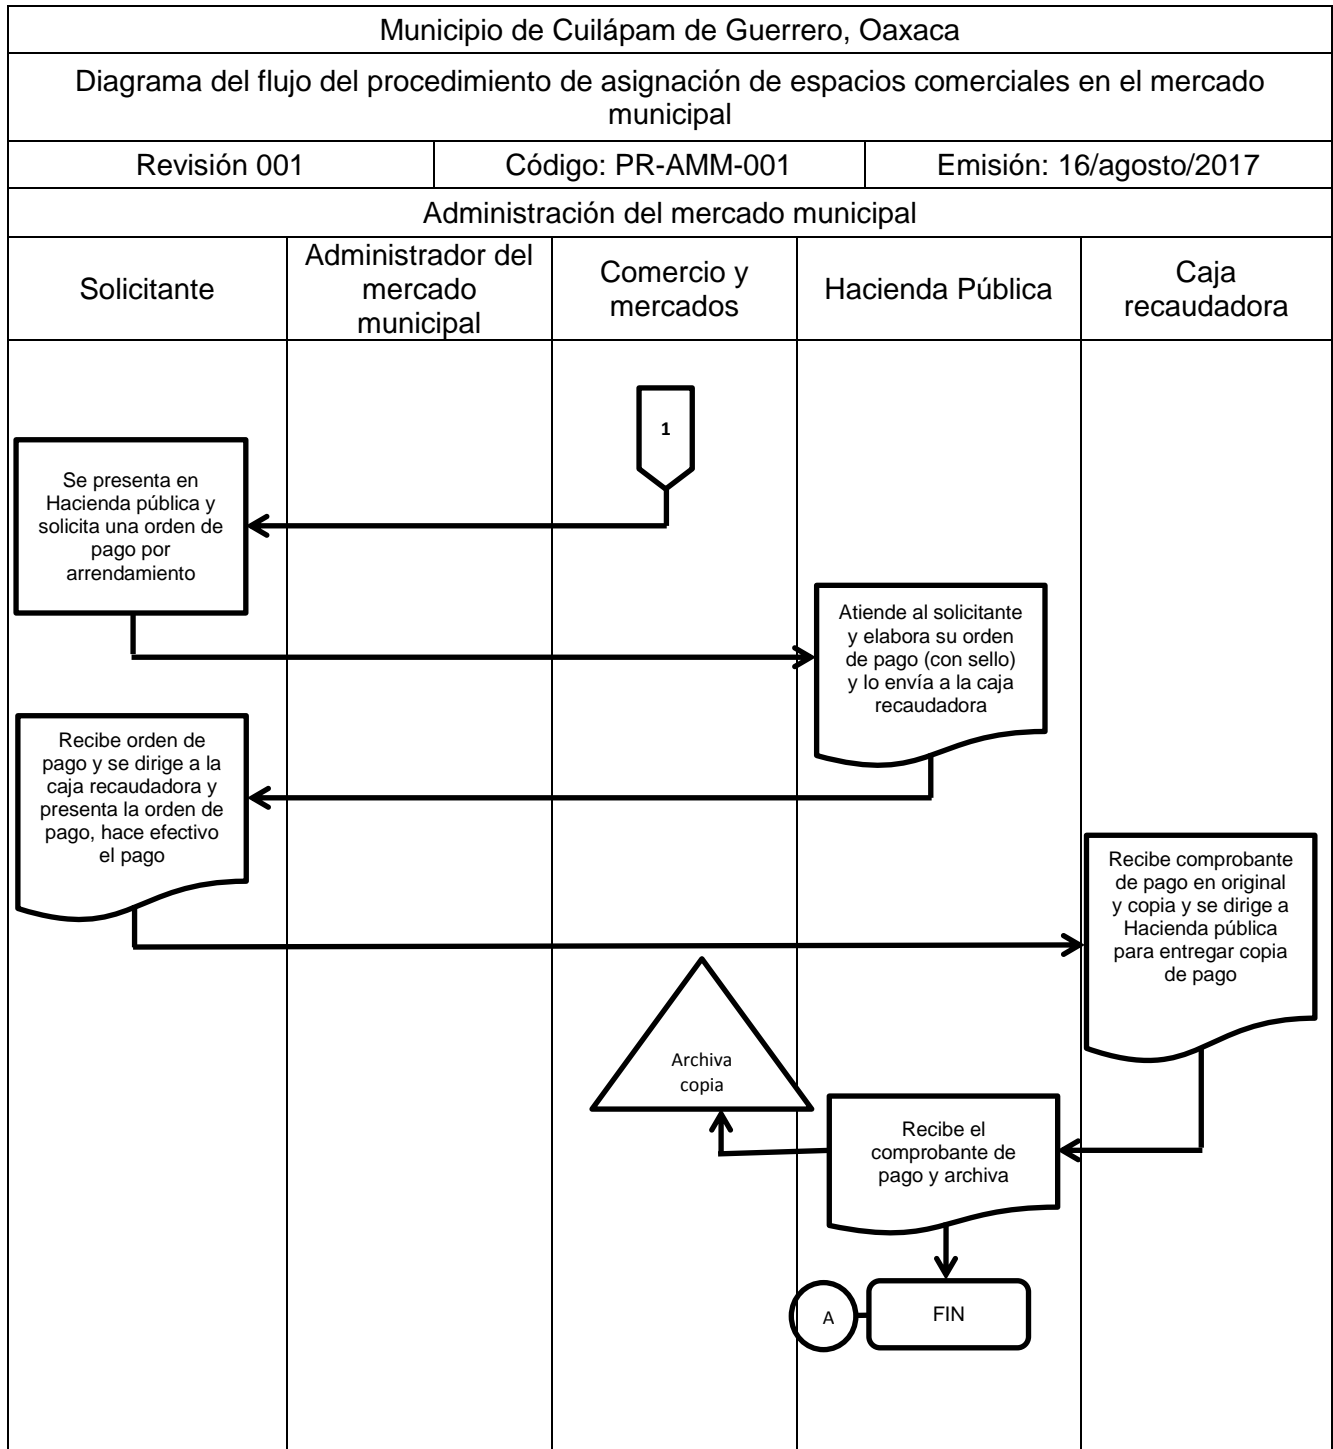 Municipio de Cuilápam de Guerrero, Oaxaca
Diagrama del flujo del procedimiento de asignación de espacios comerciales en el mercado
municipal
Revisión 001
Código: PR-AMM-001
Emisión: 16/agosto/2017
Administración del mercado municipal
Solicitante
Administrador del
mercado
municipal
Comercio y
mercados
Hacienda Pública
Caja
recaudadora
1
Se presenta en
Hacienda pública y
solicita una orden de
pago por
arrendamiento
Atiende al solicitante
y elabora su orden
de pago (con sello)
y lo envía a la caja
recaudadora
Recibe orden de
pago y se dirige a la
caja recaudadora y
presenta la orden de
pago, hace efectivo
el pago
Recibe comprobante
de pago en original
y copia y se dirige a
Hacienda pública
para entregar copia
de pago
Archiva
copia
Recibe el
comprobante de
pago y archiva
A
FIN